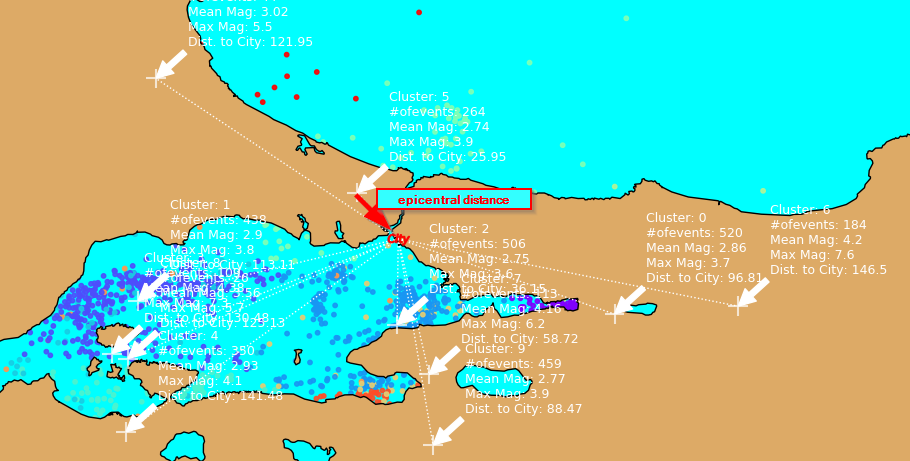 Mean Mag: 3.02
Max Mag: 5.5
Dist. to City: 121.95
Cluster: 5
#ofevents: 264
Mean Mag: 2.74
Max Mag: 3.9
Dist. to City: 25.95
epicentral distance
City
Cluster: 1
#ofevents: 438
Mean Mag: 2.9
Max Mag: 3.8
Cluster: 2
#ofevents: 506
Mean Mag: 2.75
Max Mag: 3.6
Dist. to City: 36.15
Cluster: 0
#ofevents: 520
Mean Mag: 2.86
Max Mag: 3.7
Dist. to City: 96.81
Cluster: 6
#ofevents: 184
Mean Mag: 4.2
Max Mag: 7.6
Dist. to City: 146.5
Mean Mag: 4.16
Max Mag: 6.2
Dist. to City: 58.72
Dist. to City: 125.13
Cluster: 4
#ofevents: 350
Mean Mag: 2.93
Max Mag: 4.1
Dist. to City: 141.48
Cluster: 9
#ofevents: 459
Mean Mag: 2.77
Max Mag: 3.9
Dist. to City: 88.47